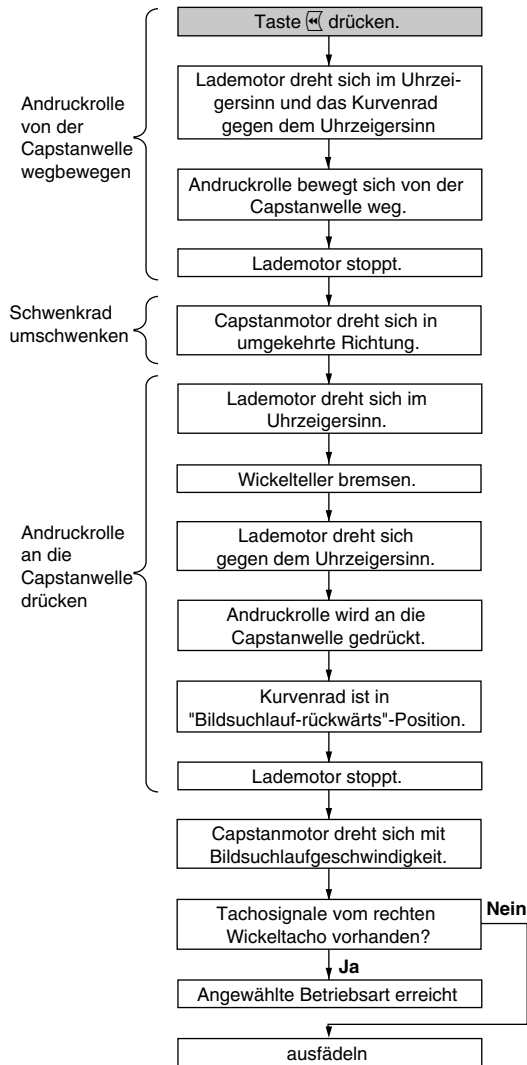 Taste drücken.
Andruckrolle
von der
Capstanwelle
wegbewegen
Lademotor dreht sich im Uhrzei-
gersinn und das Kurvenrad
gegen dem Uhrzeigersinn
Andruckrolle bewegt sich von der
Capstanwelle weg.
Lademotor stoppt.
Schwenkrad
umschwenken
Capstanmotor dreht sich in
umgekehrte Richtung.
Andruckrolle
an die
Capstanwelle
drücken
Lademotor dreht sich im
Uhrzeigersinn.
Wickelteller bremsen.
Lademotor dreht sich
gegen dem Uhrzeigersinn.
Andruckrolle wird an die
Capstanwelle gedrückt.
Kurvenrad ist in
"Bildsuchlauf-rückwärts"-Position.
Lademotor stoppt.
Capstanmotor dreht sich mit
Bildsuchlaufgeschwindigkeit.
Tachosignale vom rechten
Wickeltacho vorhanden?
Nein
Ja
Angewählte Betriebsart erreicht
ausfädeln